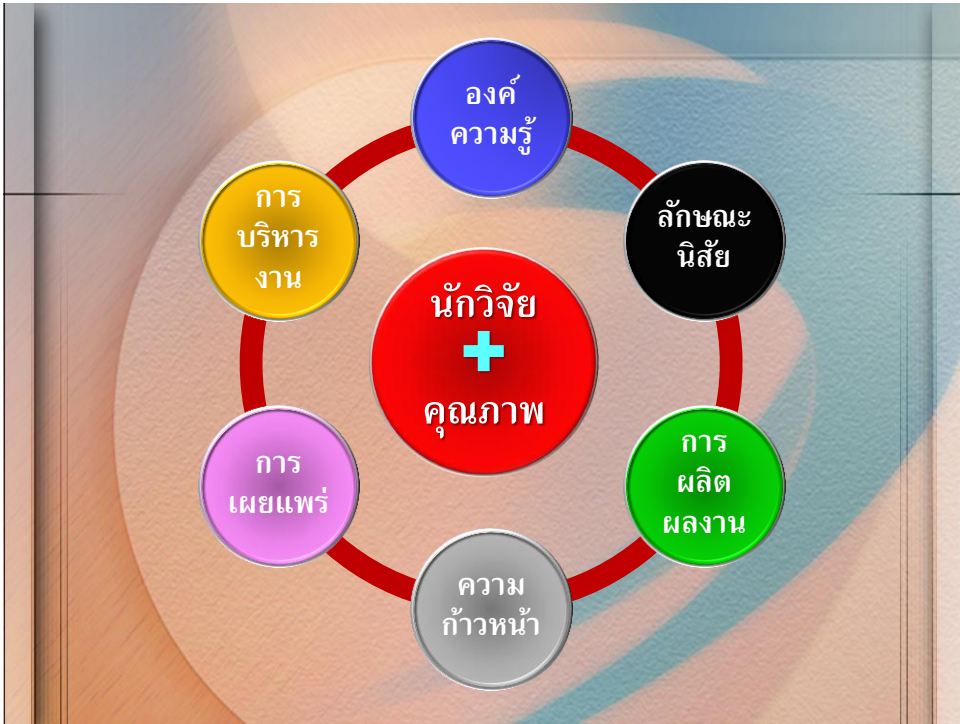 องค์
ความรู้
ลักษณะ
นิสัย
การ
ผลิต
ผลงาน
ความ
ก้าวหน้า
การ
เผยแพร่
การ
บริหาร
งาน
นักวิจัย
+
คุณภาพ